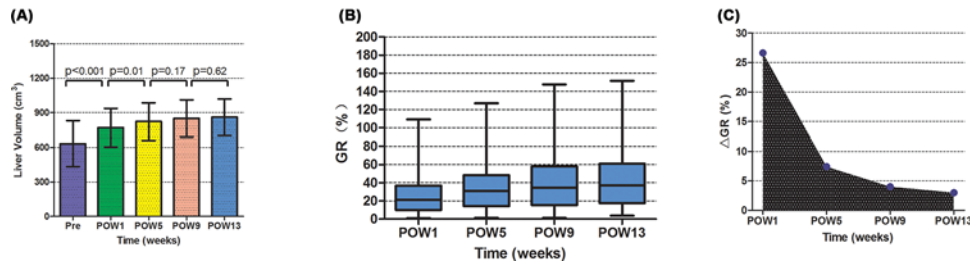 (A)
Liver Volume (cm³)
1500
1200
900
600
300
0
p<0.001 p=0.01 p=0.17 p=0.62
Pre POW1 POW5 POW9 POW13
Time (weeks)
(B)
GR (%)
200
180
160
140
120
100
80
60
40
20
0
POW1 POW5 POW9 POW13
Time (weeks)
(C)
△GR (%)
30
25
20
15
10
5
0
POW1 POW5 POW9 POW13
Time (weeks)